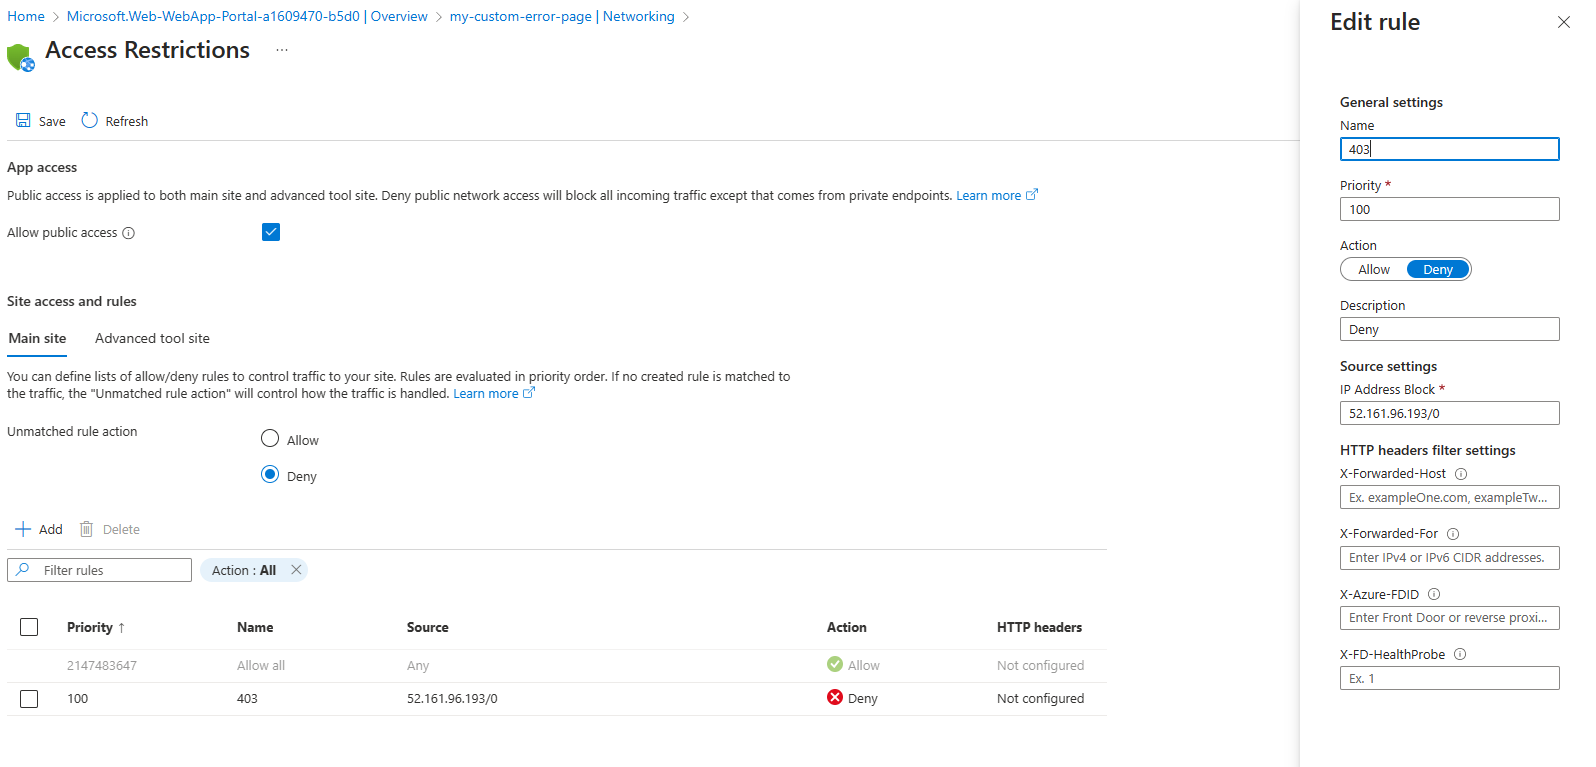 Home > Microsoft.Web-WebApp-Portal-a1609470-b5d0 | Overview > my-custom-error-page | Networking >
Access Restrictions ...
Save Refresh
App access
Public access is applied to both main site and advanced tool site. Deny public network access will block all incoming traffic except that comes from private endpoints. Learn more
Allow public access
Site access and rules
Main site Advanced tool site
You can define lists of allow/deny rules to control traffic to your site. Rules are evaluated in priority order. If no created rule is matched to
the traffic, the "Unmatched rule action" will control how the traffic is handled. Learn more
Unmatched rule action
Allow
Deny
Add Delete
Filter rules Action : All
Priority ↑ Name Source Action HTTP headers
2147483647 Allow all Any Allow Not configured
100 403 52.161.96.193/0 Deny Not configured
Edit rule
General settings
Name
403
Priority *
100
Action
Allow Deny
Description
Deny
Source settings
IP Address Block *
52.161.96.193/0
HTTP headers filter settings
X-Forwarded-Host
Ex. exampleOne.com, exampleTw...
X-Forwarded-For
Enter IPv4 or IPv6 CIDR addresses.
X-Azure-FDID
Enter Front Door or reverse proxi...
X-FD-HealthProbe
Ex. 1